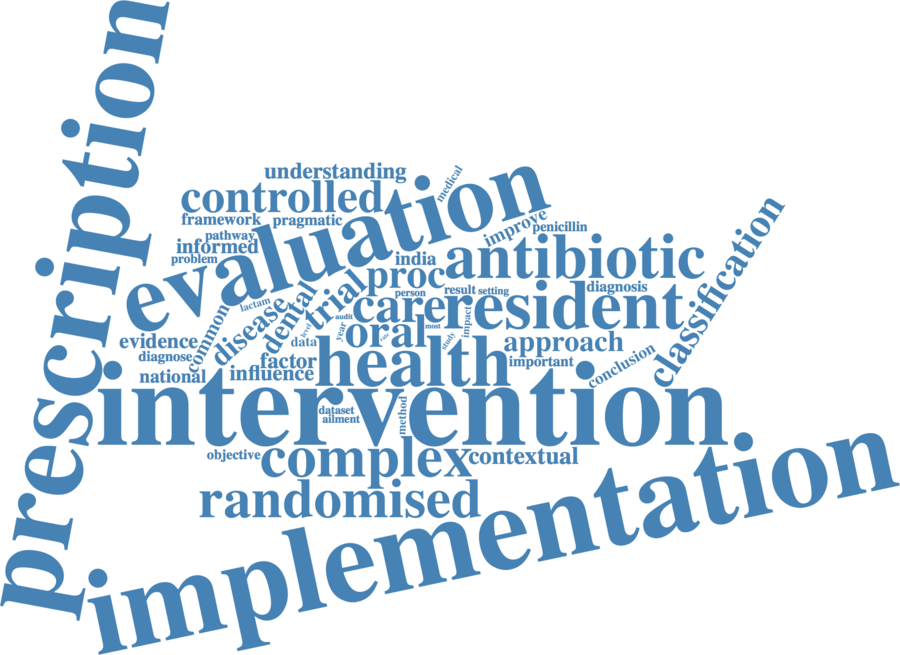 prescription
understanding
medical
controlled
evaluation
framework
pragmatic
improve
penicillin
pathway
informed
problem
india
antibiotic
classification
proc
person
result
setting
diagnosis
lactam
common
disease
dental
trial
care
resident
level
audit
year
oral
rate
most
impact
study
evidence
data
approach
diagnose
factor
health
important
conclusion
national
influence
intervention
dataset
ailment
method
objective
complex
contextual
randomised
implementation